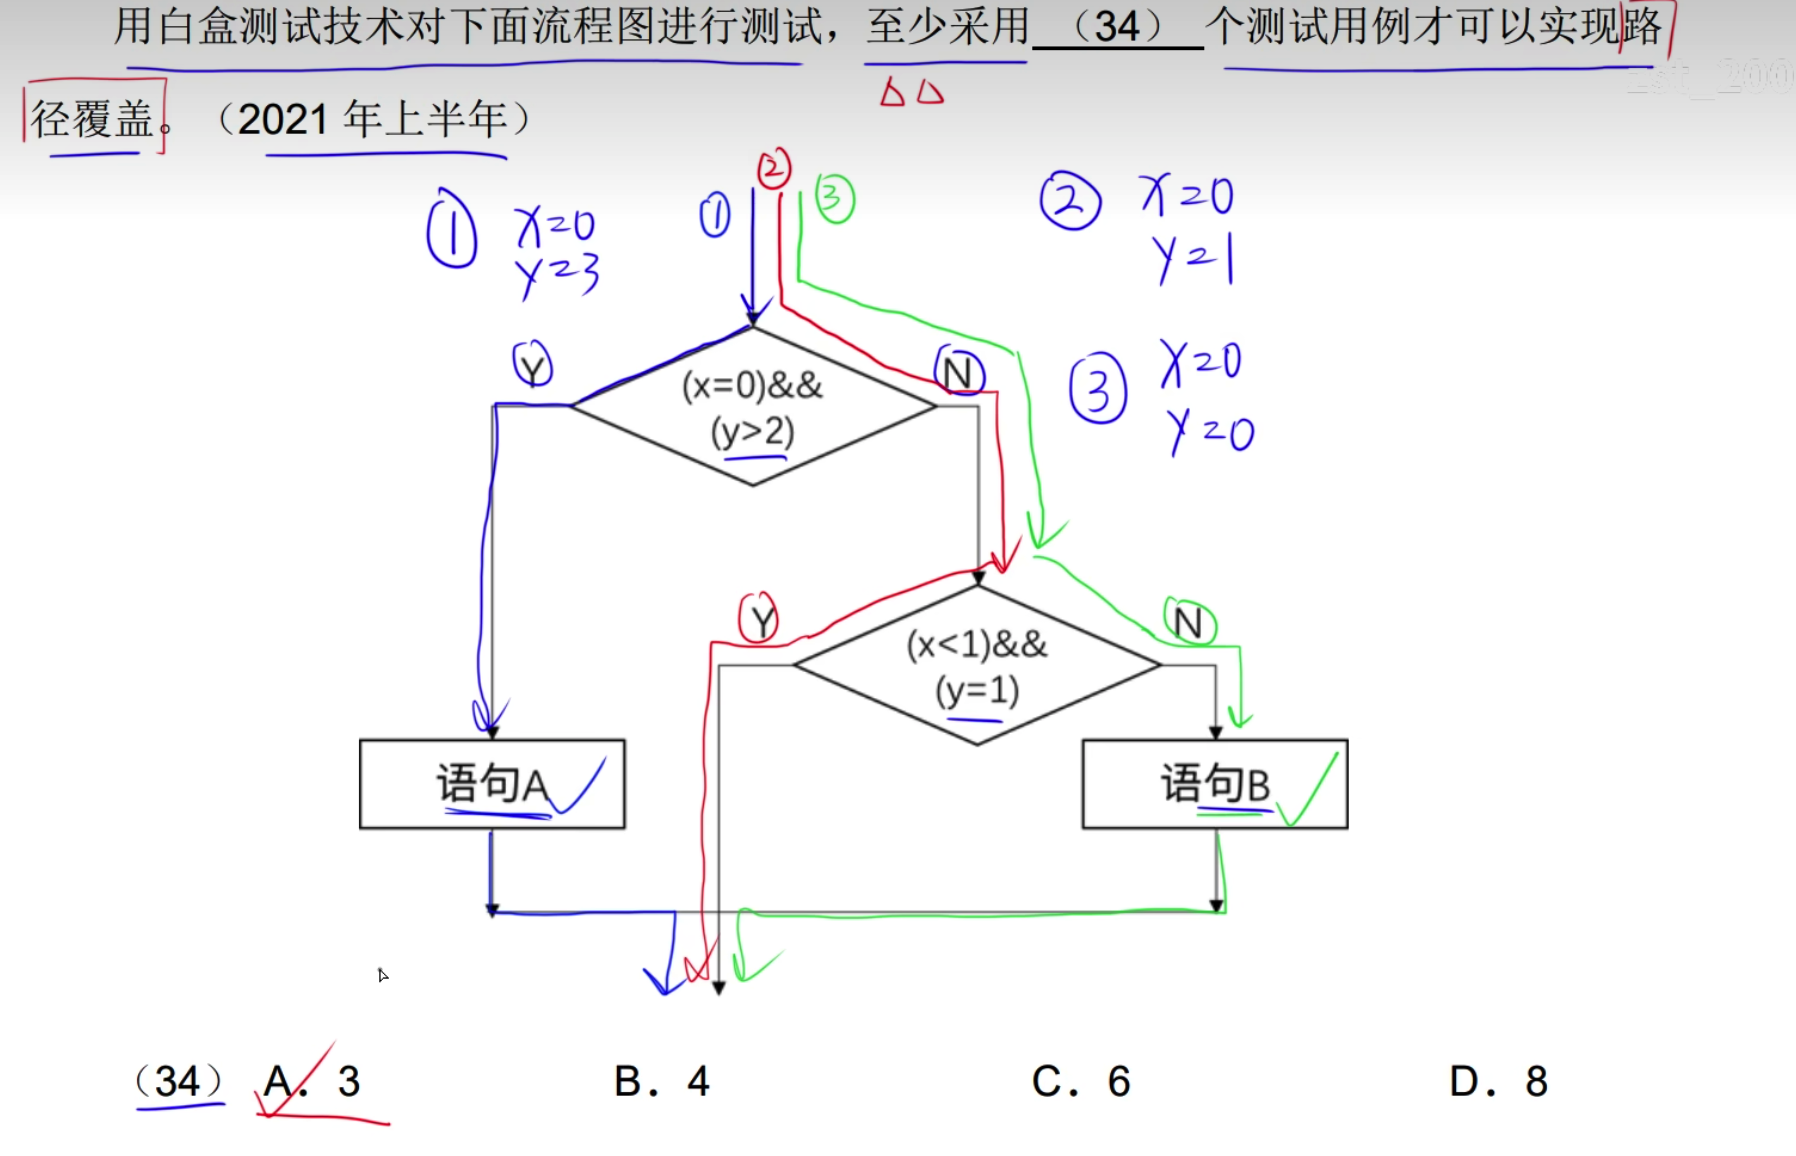 用白盒测试技术对下面流程图进行测试，至少采用（34）个测试用例才可以实现路
径覆盖。（2021 年上半年）
② ①
① ③ ② x=0
x=0 y=1
y=3
Y (x=0)&& N ③ x=0
(y>2) y=0
Y (x<1)&& N
(y=1)
语句A 语句B
（34） A. 3 B. 4 C. 6 D. 8